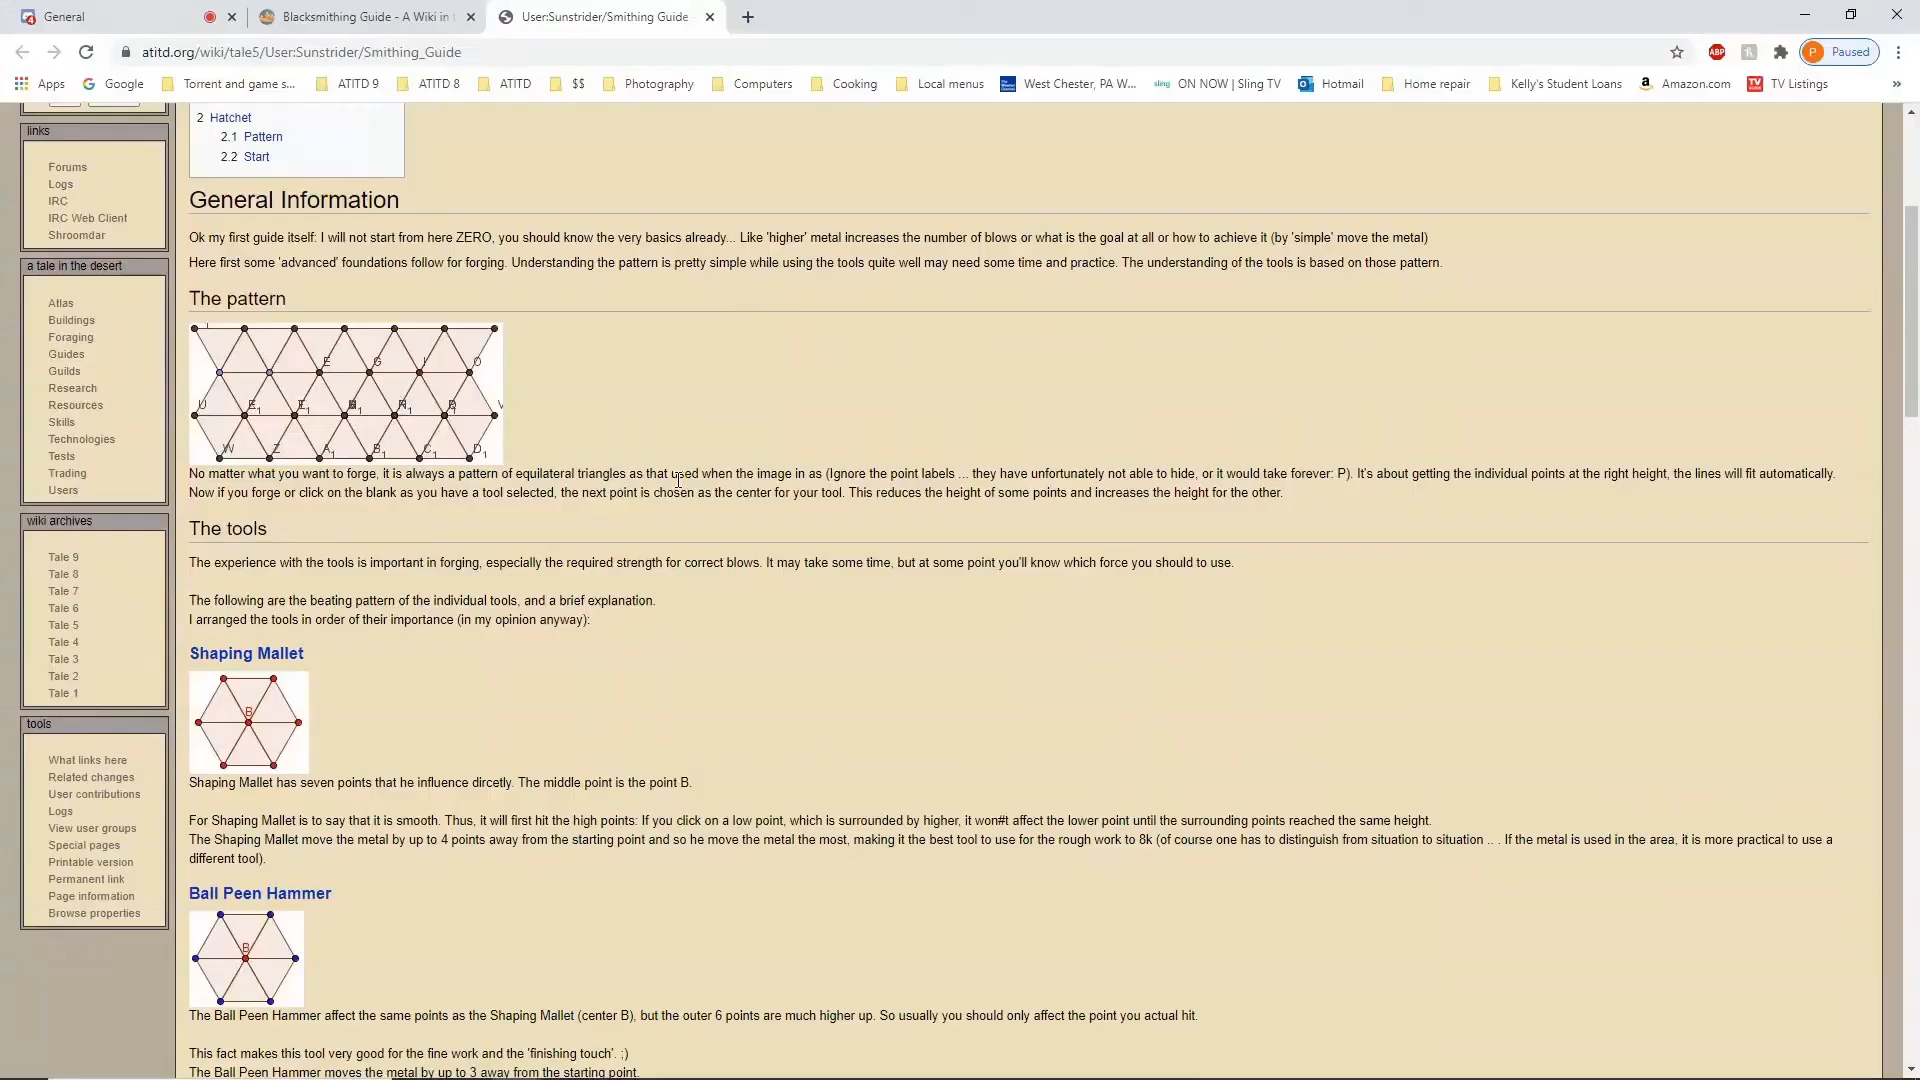 General
Blacksmithing Guide - A Wiki in t
User:Sunstrider/Smithing Guide
atitd.org/wiki/tale5/User:Sunstrider/Smithing_Guide
ABP
P Paused
Apps Google Torrent and game s... ATITD 9 ATITD 8 ATITD $$ Photography Computers Cooking Local menus West Chester, PA W... sling ON NOW | Sling TV Hotmail Home repair Kelly's Student Loans Amazon.com TV Listings »
links
Forums
Logs
IRC
IRC Web Client
Shroomdar
a tale in the desert
Atlas
Buildings
Foraging
Guides
Guilds
Research
Resources
Skills
Technologies
Tests
Trading
Users
wiki archives
Tale 9
Tale 8
Tale 7
Tale 6
Tale 5
Tale 4
Tale 3
Tale 2
Tale 1
tools
What links here
Related changes
User contributions
Logs
View user groups
Special pages
Printable version
Permanent link
Page information
Browse properties
2 Hatchet
2.1 Pattern
2.2 Start
General Information
Ok my first guide itself: I will not start from here ZERO, you should know the very basics already... Like 'higher' metal increases the number of blows or what is the goal at all or how to achieve it (by 'simple' move the metal)
Here first some 'advanced' foundations follow for forging. Understanding the pattern is pretty simple while using the tools quite well may need some time and practice. The understanding of the tools is based on those pattern.
The pattern
E G I O
U E1 V
W Z A1 B1 C1 D1
No matter what you want to forge, it is always a pattern of equilateral triangles as that used when the image in as (Ignore the point labels ... they have unfortunately not able to hide, or it would take forever: P). It's about getting the individual points at the right height, the lines will fit automatically.
Now if you forge or click on the blank as you have a tool selected, the next point is chosen as the center for your tool. This reduces the height of some points and increases the height for the other.
The tools
The experience with the tools is important in forging, especially the required strength for correct blows. It may take some time, but at some point you'll know which force you should to use.
The following are the beating pattern of the individual tools, and a brief explanation.
I arranged the tools in order of their importance (in my opinion anyway):
Shaping Mallet
B
Shaping Mallet has seven points that he influence dircetly. The middle point is the point B.
For Shaping Mallet is to say that it is smooth. Thus, it will first hit the high points: If you click on a low point, which is surrounded by higher, it won#t affect the lower point until the surrounding points reached the same height.
The Shaping Mallet move the metal by up to 4 points away from the starting point and so he move the metal the most, making it the best tool to use for the rough work to 8k (of course one has to distinguish from situation to situation .. . If the metal is used in the area, it is more practical to use a
different tool).
Ball Peen Hammer
B
The Ball Peen Hammer affect the same points as the Shaping Mallet (center B), but the outer 6 points are much higher up. So usually you should only affect the point you actual hit.
This fact makes this tool very good for the fine work and the 'finishing touch'. ;)
The Ball Peen Hammer moves the metal by up to 3 away from the starting point.